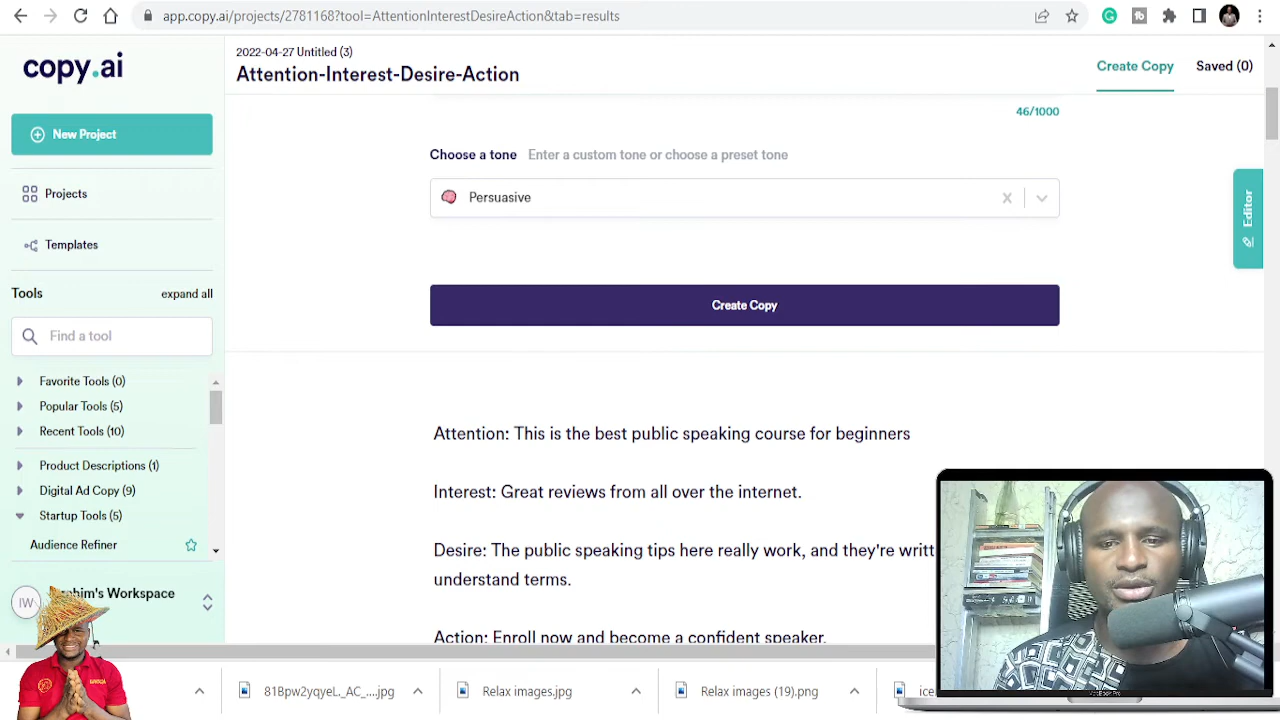 app.copy.ai/projects/2781168?tool=AttentionInterestDesireAction&tab=results
copy.ai
2022-04-27 Untitled (3)
Attention-Interest-Desire-Action
Create Copy
Saved (0)
New Project
46/1000
Choose a tone Enter a custom tone or choose a preset tone
Projects
Persuasive
Editor
Templates
Tools
expand all
Create Copy
Find a tool
Favorite Tools (0)
Popular Tools (5)
Recent Tools (10)
Product Descriptions (1)
Digital Ad Copy (9)
Startup Tools (5)
Audience Refiner
Attention: This is the best public speaking course for beginners
Interest: Great reviews from all over the internet.
Desire: The public speaking tips here really work, and they're writt
understand terms.
Action: Enroll now and become a confident speaker.
IW
Workspace
81Bpw2yqyeL_AC_....jpg
Relax images.jpg
Relax images (19).png
ice